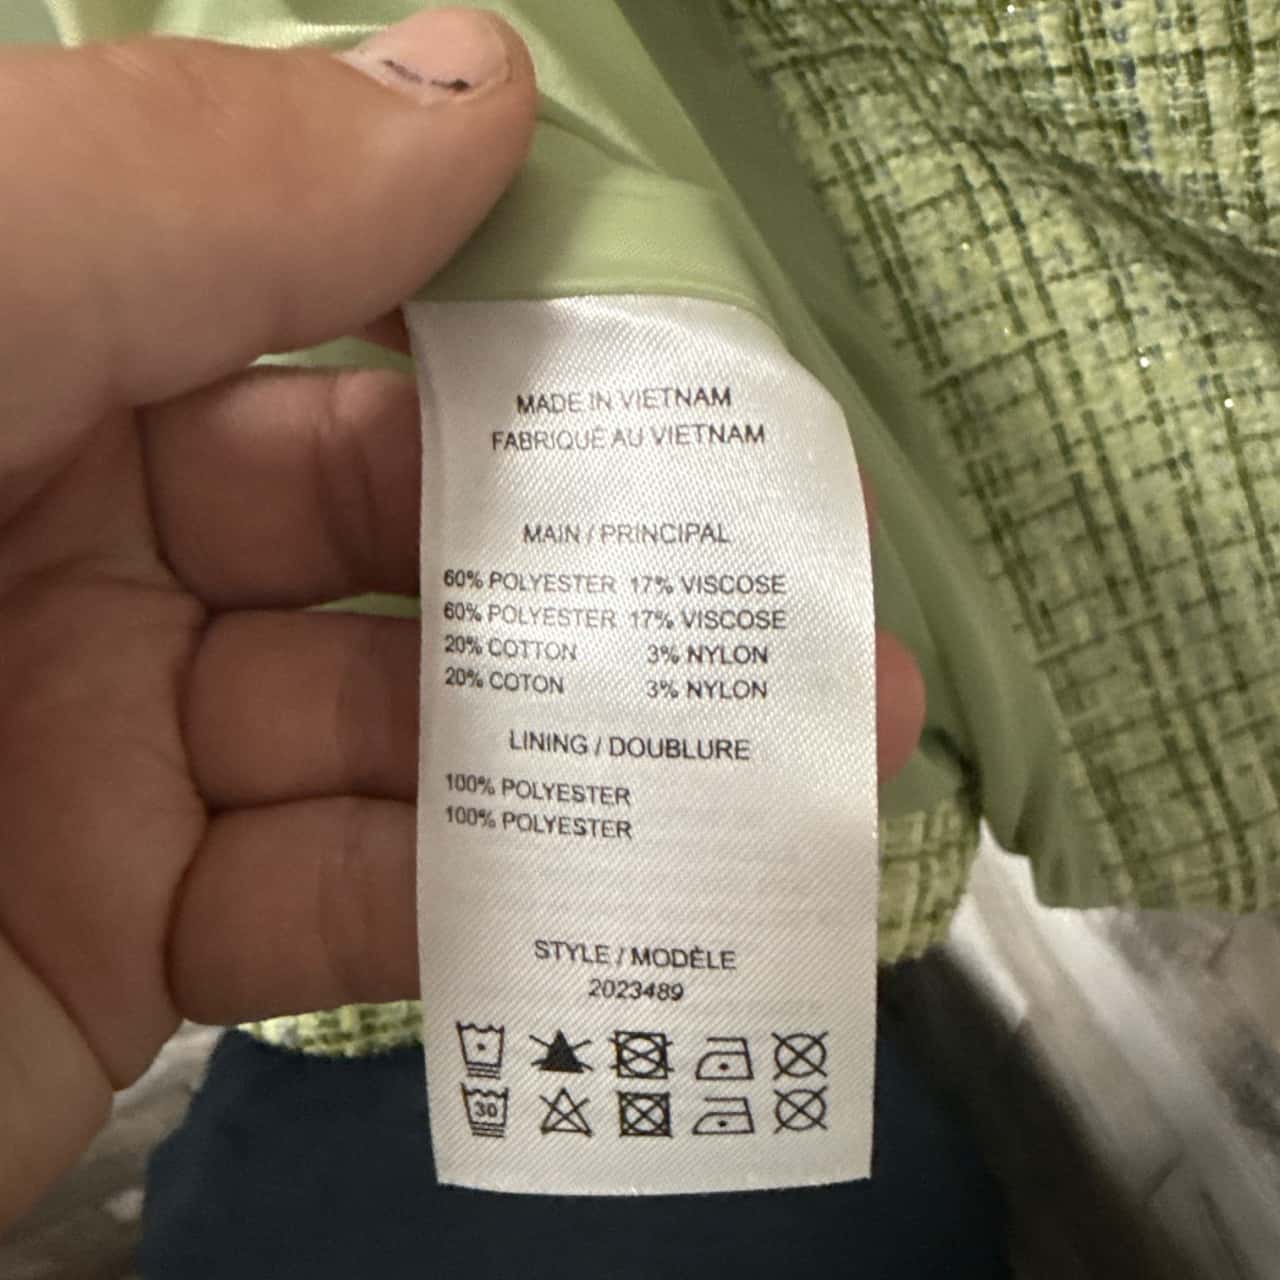 MADE IN VIETNAM
FABRIQUÉ AU VIETNAM
MAIN / PRINCIPAL
60% POLYESTER 17% VISCOSE
60% POLYESTER 17% VISCOSE
20% COTTON 3% NYLON
20% COTON 3% NYLON
LINING / DOUBLURE
100% POLYESTER
100% POLYESTER
STYLE / MODÈLE
2023489
30